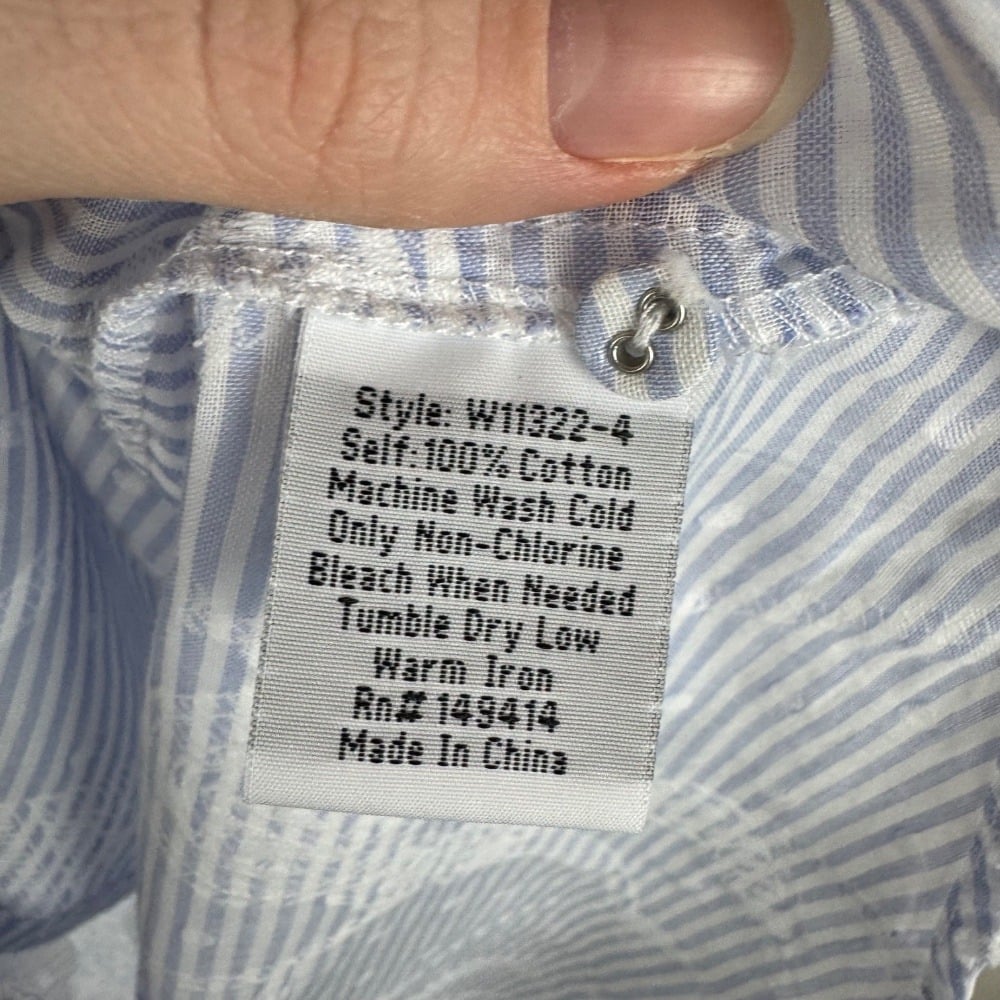 Style: W11322-4
Self:100% Cotton
Machine Wash Cold
Only Non-Chlorine
Bleach When Needed
Tumble Dry Low
Warm Iron
Rn# 149414
Made In China